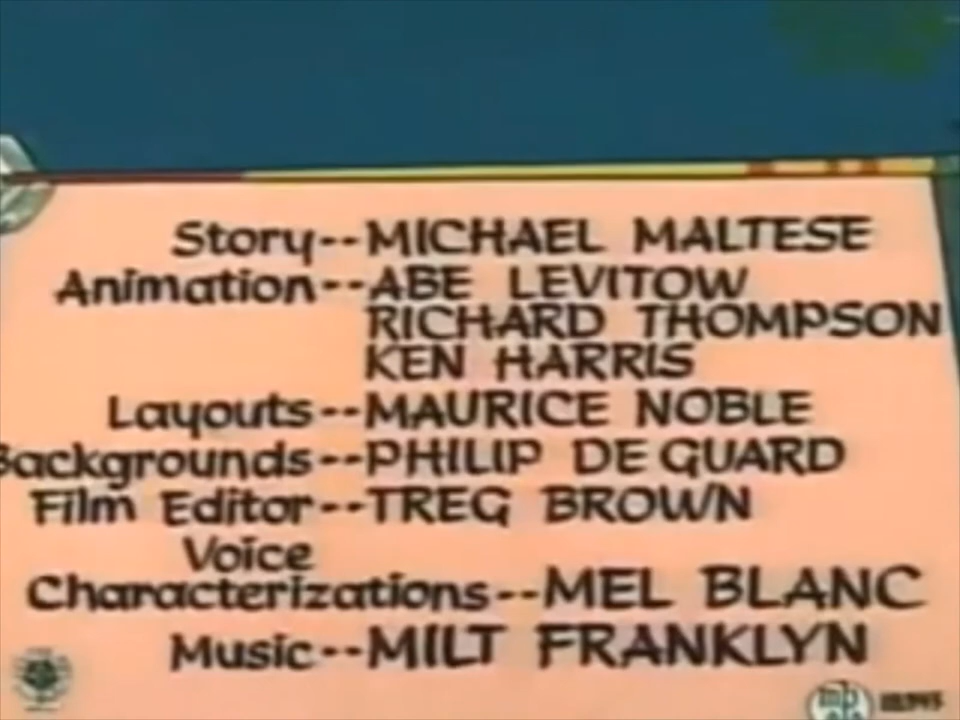 Story--MICHAEL MALTESE
Animation--ABE LEVITOW
RICHARD THOMPSON
KEN HARRIS
Layouts--MAURICE NOBLE
Backgrounds--PHILIP DE GUARD
Film Editor--TREG BROWN
Voice
Characterizations--MEL BLANC
Music--MILT FRANKLYN